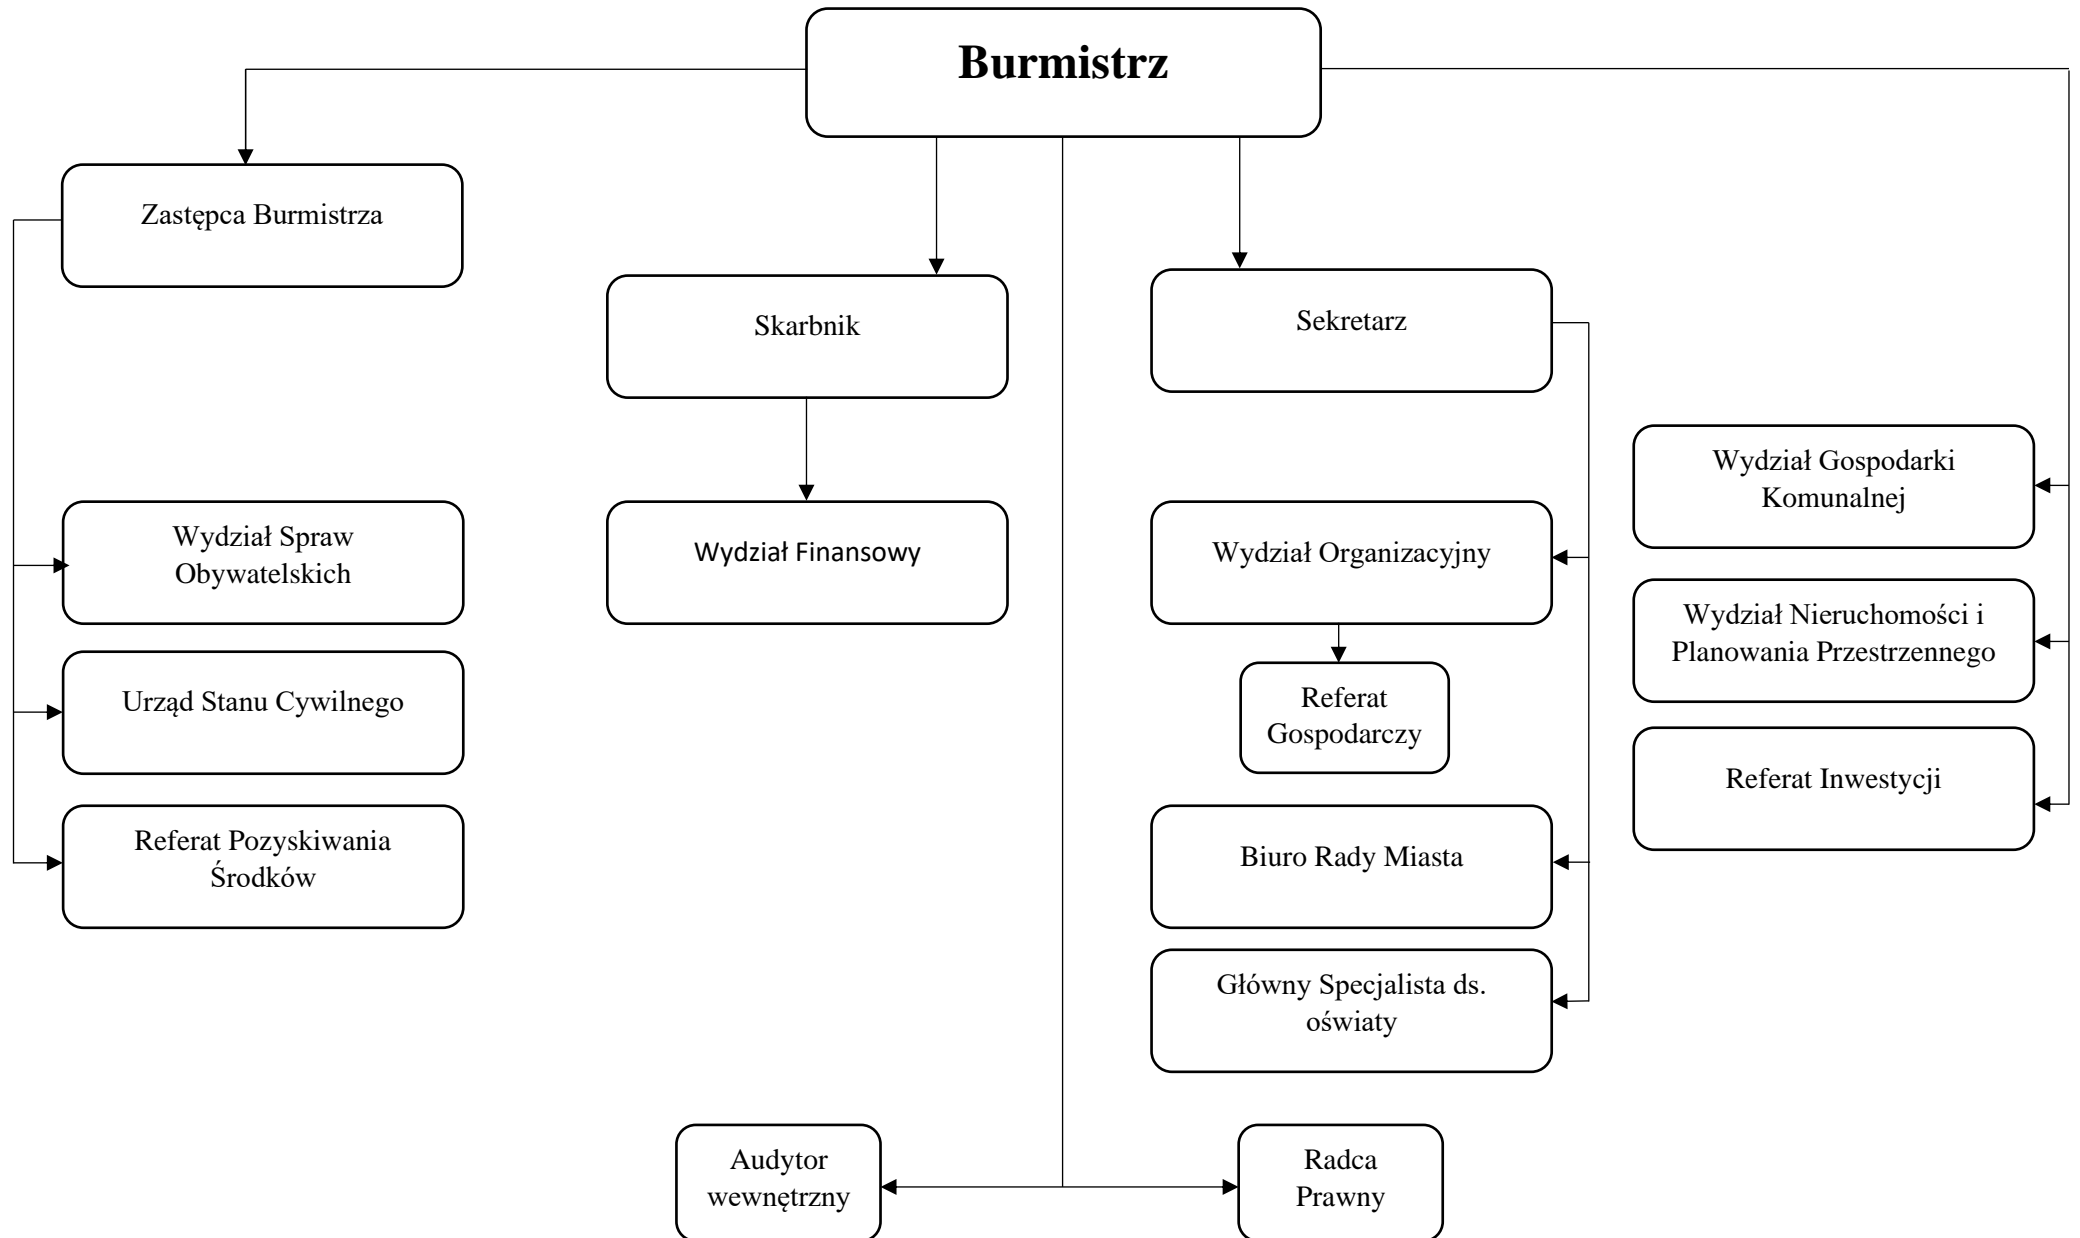 Burmistrz
Zastępca Burmistrza
Skarbnik
Sekretarz
Wydział Gospodarki
Komunalnej
Wydział Spraw
Obywatelskich
Wydział Finansowy
Wydział Organizacyjny
Wydział Nieruchomości i
Planowania Przestrzennego
Urząd Stanu Cywilnego
Referat
Gospodarczy
Referat Inwestycji
Referat Pozyskiwania
Środków
Biuro Rady Miasta
Główny Specjalista ds.
oświaty
Audytor
wewnętrzny
Radca
Prawny